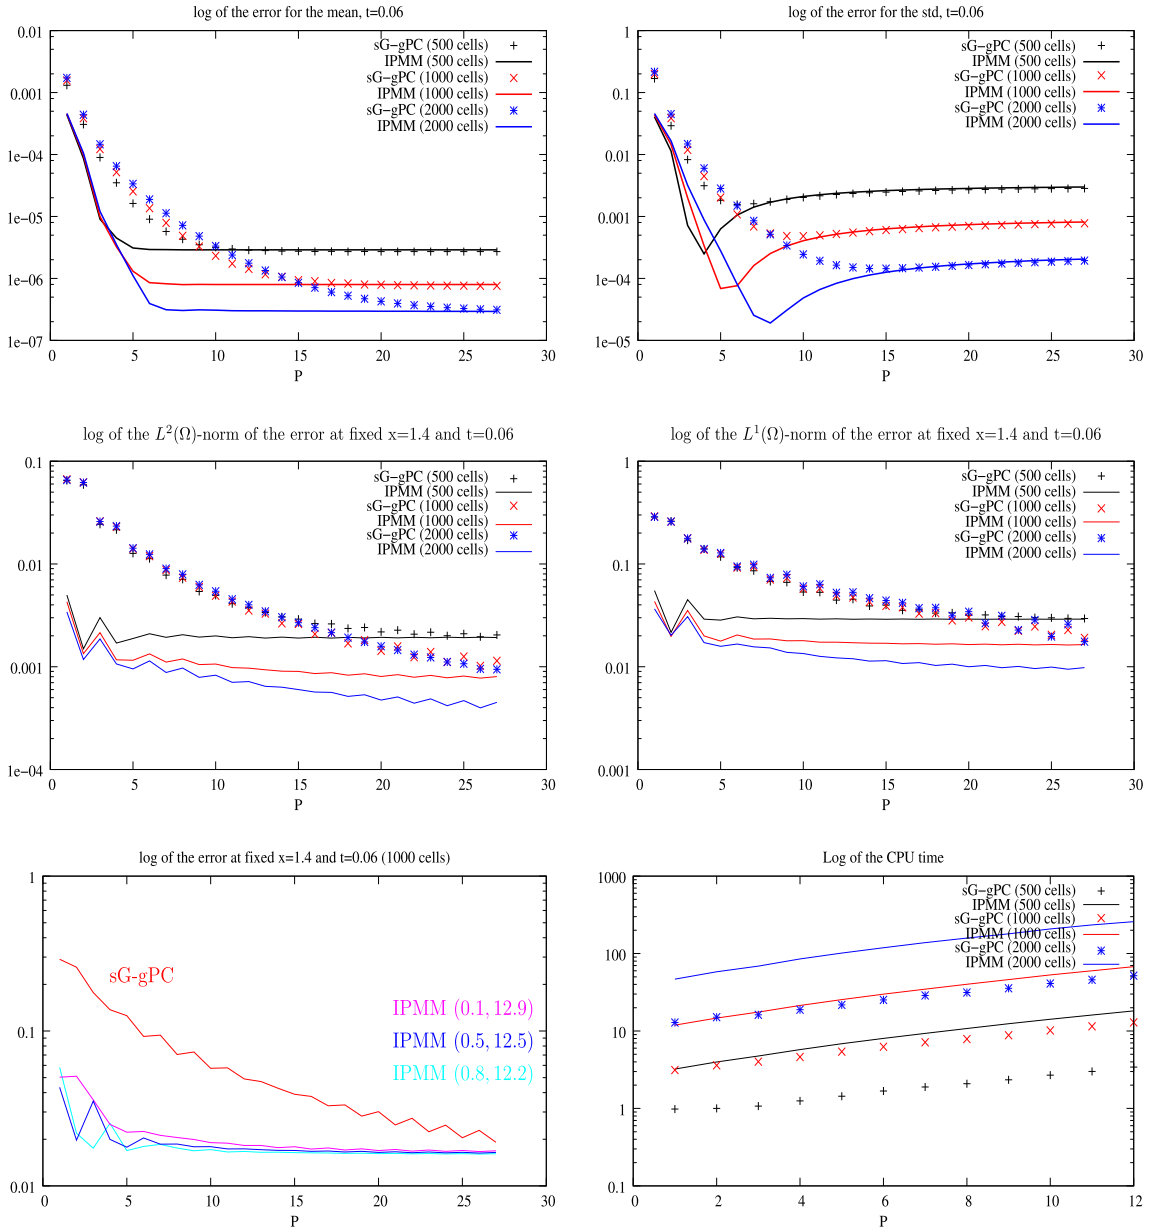 log of the error for the mean, t=0.06
0.01
0.001
1e-04
1e-05
1e-06
1e-07
0 5 10 15 20 25 30
P
sG-gPC (500 cells)
IPMM (500 cells)
sG-gPC (1000 cells)
IPMM (1000 cells)
sG-gPC (2000 cells)
IPMM (2000 cells)
log of the error for the std, t=0.06
1
0.1
0.01
0.001
1e-04
1e-05
0 5 10 15 20 25 30
P
sG-gPC (500 cells)
IPMM (500 cells)
sG-gPC (1000 cells)
IPMM (1000 cells)
sG-gPC (2000 cells)
IPMM (2000 cells)
log of the L²(Ω)-norm of the error at fixed x=1.4 and t=0.06
0.1
0.01
0.001
1e-04
0 5 10 15 20 25 30
P
sG-gPC (500 cells)
IPMM (500 cells)
sG-gPC (1000 cells)
IPMM (1000 cells)
sG-gPC (2000 cells)
IPMM (2000 cells)
log of the L¹(Ω)-norm of the error at fixed x=1.4 and t=0.06
1
0.1
0.01
0.001
0 5 10 15 20 25 30
P
sG-gPC (500 cells)
IPMM (500 cells)
sG-gPC (1000 cells)
IPMM (1000 cells)
sG-gPC (2000 cells)
IPMM (2000 cells)
log of the error at fixed x=1.4 and t=0.06 (1000 cells)
1
0.1
0.01
0 5 10 15 20 25 30
P
sG-gPC
IPMM (0.1, 12.9)
IPMM (0.5, 12.5)
IPMM (0.8, 12.2)
Log of the CPU time
1000
100
10
1
0.1
0 2 4 6 8 10 12
P
sG-gPC (500 cells)
IPMM (500 cells)
sG-gPC (1000 cells)
IPMM (1000 cells)
sG-gPC (2000 cells)
IPMM (2000 cells)